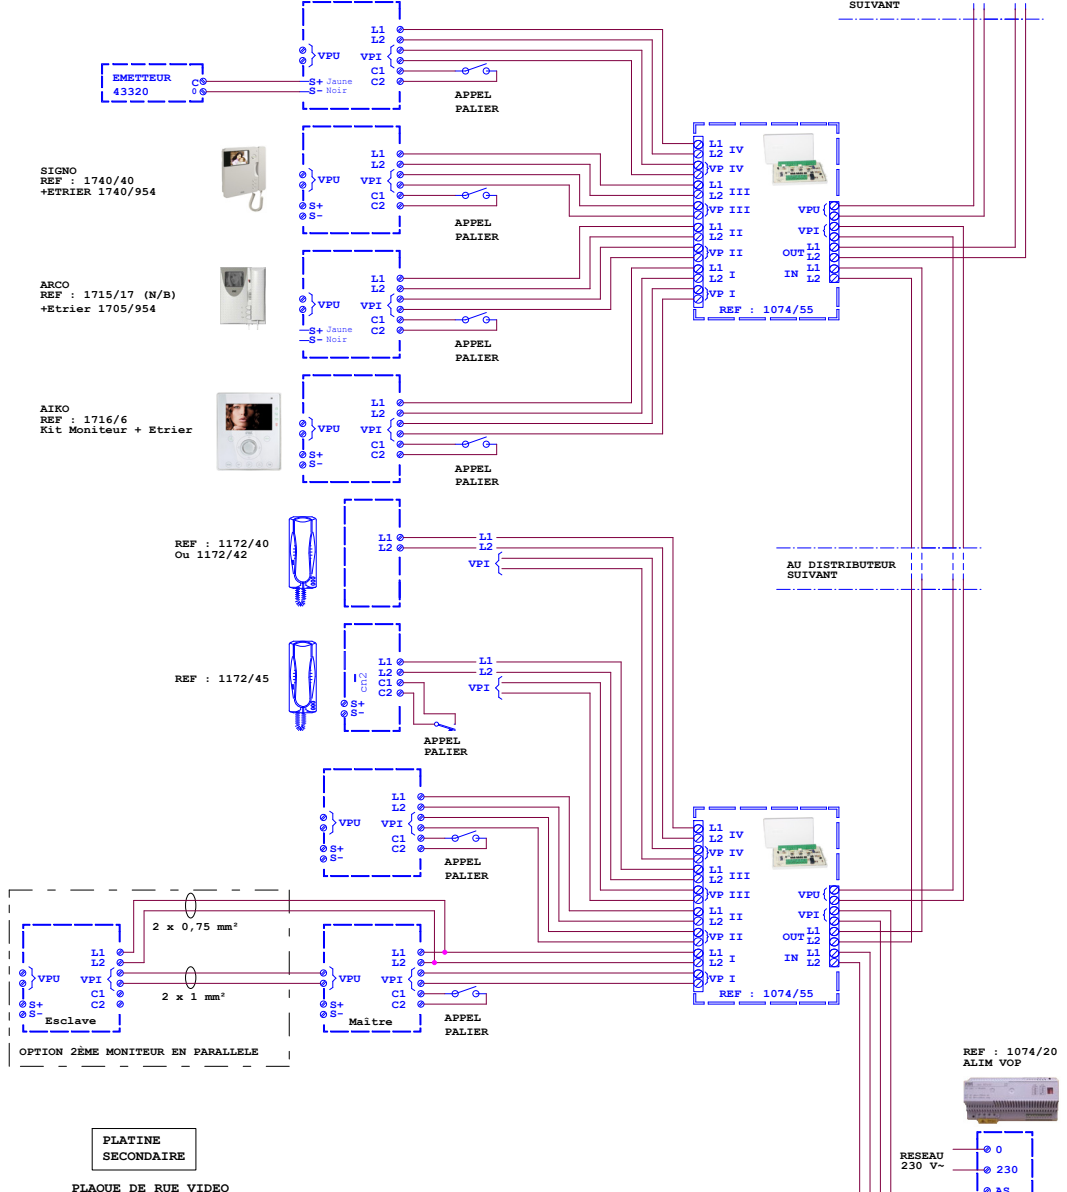 SUIVANT
L1
L2
VPU
VPI
C1
C2
S+ Jaune
S- Noir
EMETTEUR
43320
C
0
APPEL
PALIER
SIGNO
REF : 1740/40
+ETRIER 1740/954
L1
L2
VPU
VPI
C1
C2
S+
S-
APPEL
PALIER
ARCO
REF : 1715/17 (N/B)
+Etrier 1705/954
L1
L2
VPU
VPI
C1
C2
S+ Jaune
S- Noir
APPEL
PALIER
AIKO
REF : 1716/6
Kit Moniteur + Etrier
L1
L2
VPU
VPI
C1
C2
S+
S-
APPEL
PALIER
L1
L2 IV
VP IV
L1
L2 III
VP III
L1
L2 II
VP II
L1
L2 I
VP I
VPU
VPI
OUT L1
L2
IN L1
L2
REF : 1074/55
REF : 1172/40
Ou 1172/42
L1
L2
L1
L2
VPI
AU DISTRIBUTEUR
SUIVANT
REF : 1172/45
cn2
L1
L2
C1
C2
S+
S-
L1
L2
VPI
APPEL
PALIER
L1
L2
VPU
VPI
C1
C2
S+
S-
APPEL
PALIER
L1
L2 IV
VP IV
L1
L2 III
VP III
L1
L2 II
VP II
L1
L2 I
VP I
VPU
VPI
OUT L1
L2
IN L1
L2
REF : 1074/55
2 x 0,75 mm²
2 x 1 mm²
L1
L2
VPU
VPI
C1
C2
S+
S-
Esclave
L1
L2
VPU
VPI
C1
C2
S+
S-
Maître
APPEL
PALIER
OPTION 2ÈME MONITEUR EN PARALLELE
REF : 1074/20
ALIM VOP
RESEAU
230 V~
0
230
AS
PLATINE
SECONDAIRE
PLAQUE DE RUE VIDEO